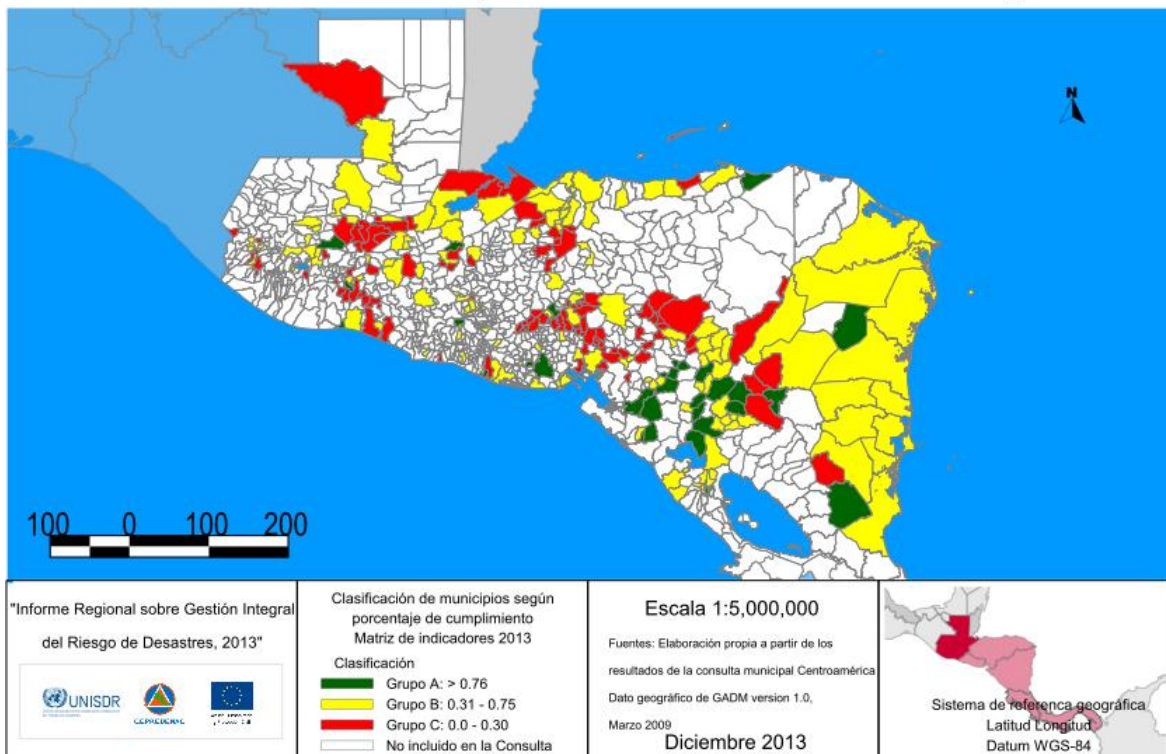 N
100 0 100 200
"Informe Regional sobre Gestión Integral
del Riesgo de Desastres, 2013"
UNISDR
CEPREDENAC
Clasificación de municipios según
porcentaje de cumplimiento
Matriz de indicadores 2013
Clasificación
Grupo A: > 0.76
Grupo B: 0.31 - 0.75
Grupo C: 0.0 - 0.30
No incluido en la Consulta
Escala 1:5,000,000
Fuentes: Elaboración propia a partir de los
resultados de la consulta municipal Centroamérica
Dato geográfico de GADM version 1.0,
Marzo 2009
Diciembre 2013
Sistema de referenca geográfica
Latitud Longitud
Datum WGS-84